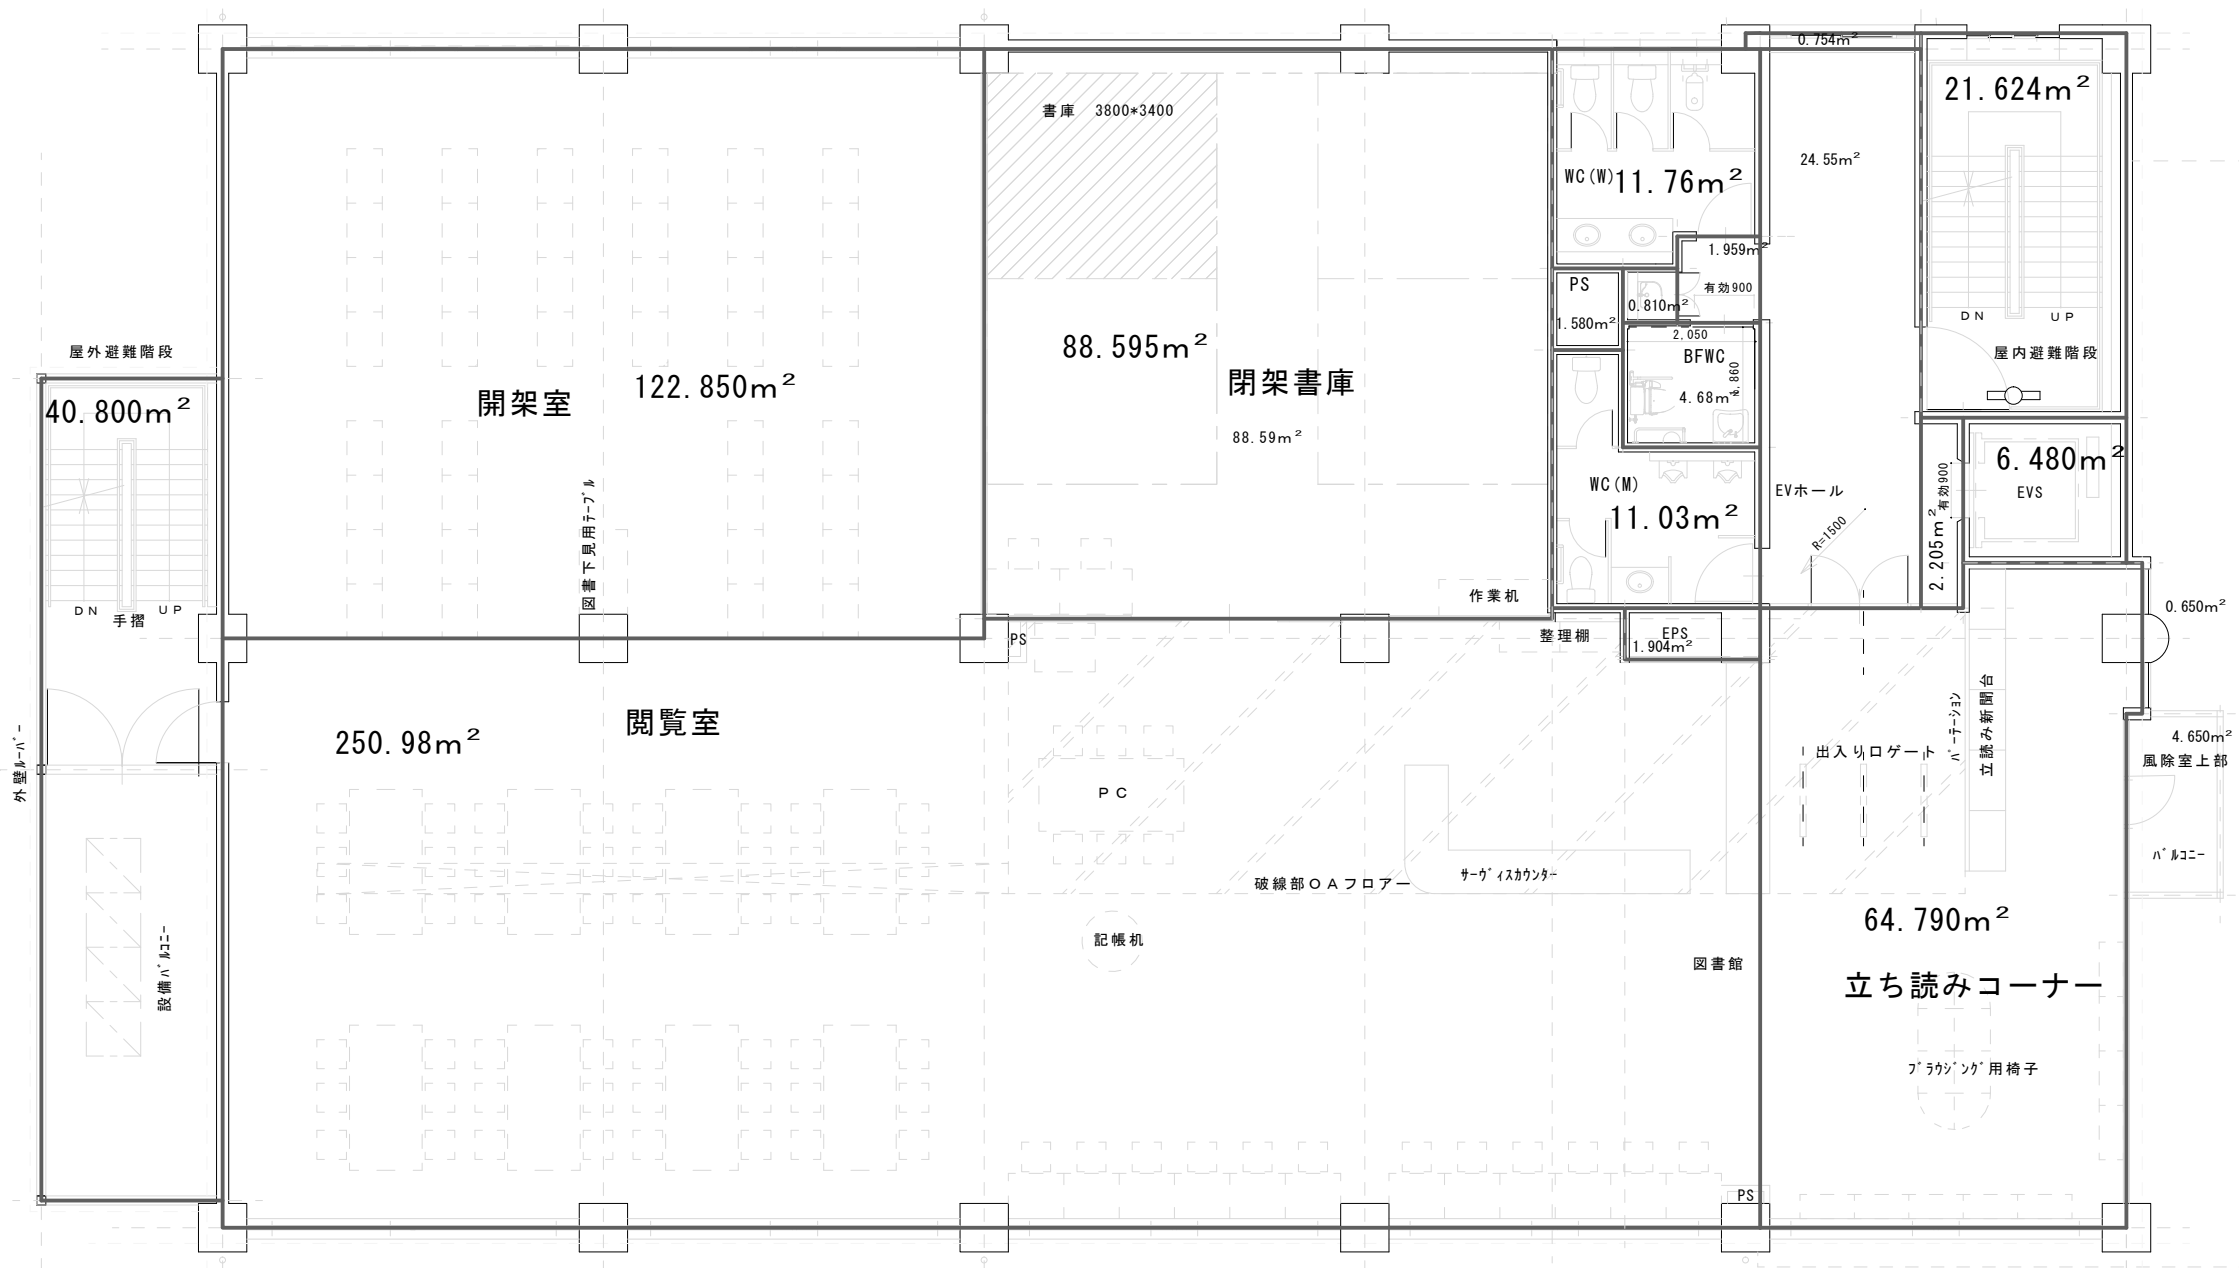 0.754m²
21.624m²
書庫 3800*3400
24.55m²
WC(W)
11.76m²
1.959m²
PS
有効900
0.810m²
1.580m²
DN UP
屋内避難階段
2,050
BFWC
4.68m²
屋外避難階段
40.800m²
開架室
122.850m²
88.595m²
閉架書庫
88.59m²
図書下見用ﾃｰﾌﾞﾙ
WC(M)
11.03m²
EVホール
R=1500
有効900
2.205m²
6.480m²
EVS
DN UP
手摺
作業机
整理棚
PS
EPS
1.904m²
0.650m²
外壁ﾙｰﾊﾞｰ
閲覧室
250.98m²
PC
出入り口ゲート
ﾊﾟｰﾃｰｼｮﾝ
立読み新聞台
4.650m²
風除室上部
ﾊﾞﾙｺﾆｰ
サｰｳﾞｨｽｶｳﾝﾀｰ
破線部OAフロアー
記帳机
図書館
設備ﾊﾞﾙｺﾆｰ
64.790m²
立ち読みコーナー
ﾌﾞﾗｳｼﾞﾝｸﾞ用椅子
PS